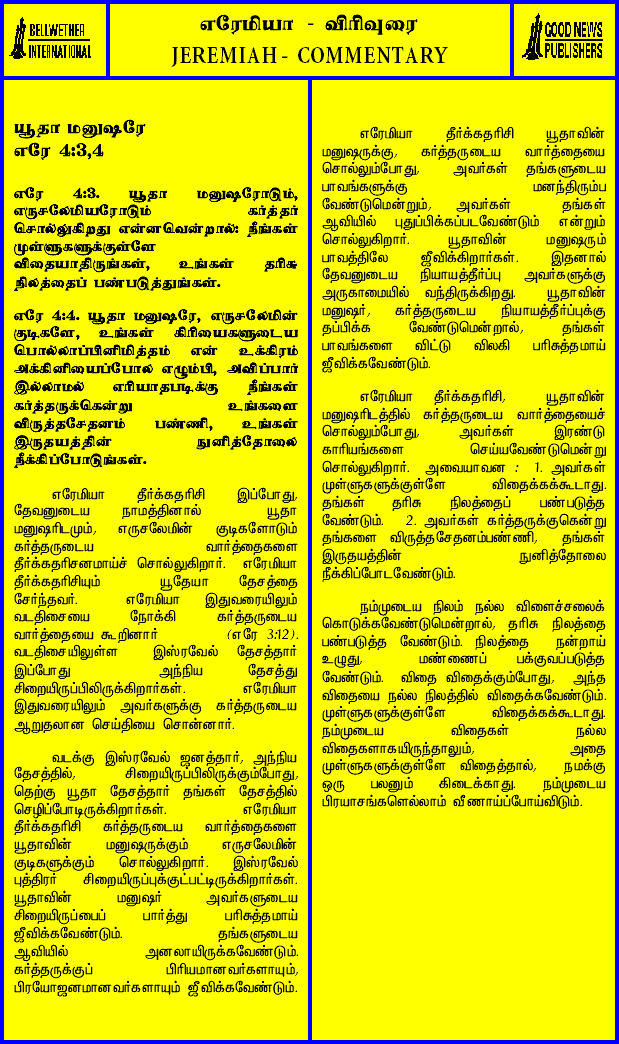 BELLWETHER
INTERNATIONAL
எரேமியா - விரிவுரை
JEREMIAH - COMMENTARY
GOOD NEWS
PUBLISHERS
யூதா மனுஷரே
எரே 4:3,4
எரே 4:3. யூதா மனுஷரோடும்,
எருசலேமியரோடும் கர்த்தர்
சொல்லுகிறது என்னவென்றால்: நீங்கள்
முள்ளுகளுக்குள்ளே
விதையாதிருங்கள், உங்கள் தரிசு
நிலத்தைப் பண்படுத்துங்கள்.
எரே 4:4. யூதா மனுஷரே, எருசலேமின்
குடிகளே, உங்கள் கிரியைகளுடைய
பொல்லாப்பினிமித்தம் என் உக்கிரம்
அக்கினியைப்போல எழும்பி, அவிப்பார்
இல்லாமல் எரியாதபடிக்கு நீங்கள்
கர்த்தருக்கென்று உங்களை
விருத்தசேதனம் பண்ணி, உங்கள்
இருதயத்தின் நுனித்தோலை
நீக்கிப்போடுங்கள்.
எரேமியா தீர்க்கதரிசி இப்போது,
தேவனுடைய நாமத்தினால் யூதா
மனுஷரிடமும், எருசலேமின் குடிகளோடும்
கர்த்தருடைய வார்த்தைகளை
தீர்க்கதரிசனமாய்ச் சொல்லுகிறார். எரேமியா
தீர்க்கதரிசியும் யூதேயா தேசத்தை
சேர்ந்தவர். எரேமியா இதுவரையிலும்
வடதிசையை நோக்கி கர்த்தருடைய
வார்த்தையை கூறினார் (எரே 3:12).
வடதிசையிலுள்ள இஸ்ரவேல் தேசத்தார்
இப்போது அந்நிய தேசத்து
சிறையிருப்பிலிருக்கிறார்கள். எரேமியா
இதுவரையிலும் அவர்களுக்கு கர்த்தருடைய
ஆறுதலான செய்தியை சொன்னார்.
வடக்கு இஸ்ரவேல் ஜனத்தார், அந்நிய
தேசத்தில், சிறையிருப்பிலிருக்கும்போது,
தெற்கு யூதா தேசத்தார் தங்கள் தேசத்தில்
செழிப்போடிருக்கிறார்கள். எரேமியா
தீர்க்கதரிசி கர்த்தருடைய வார்த்தைகளை
யூதாவின் மனுஷருக்கும் எருசலேமின்
குடிகளுக்கும் சொல்லுகிறார். இஸ்ரவேல்
புத்திரர் சிறையிருப்புக்குட்பட்டிருக்கிறார்கள்.
யூதாவின் மனுஷர் அவர்களுடைய
சிறையிருப்பைப் பார்த்து பரிசுத்தமாய்
ஜீவிக்கவேண்டும். தங்களுடைய
ஆவியில் அனலாயிருக்கவேண்டும்.
கர்த்தருக்குப் பிரியமானவர்களாயும்,
பிரயோஜனமானவர்களாயும் ஜீவிக்கவேண்டும்.
எரேமியா தீர்க்கதரிசி யூதாவின்
மனுஷருக்கு, கர்த்தருடைய வார்த்தையை
சொல்லும்போது, அவர்கள் தங்களுடைய
பாவங்களுக்கு மனந்திரும்ப
வேண்டுமென்றும், அவர்கள் தங்கள்
ஆவியில் புதுப்பிக்கப்படவேண்டும் என்றும்
சொல்லுகிறார். யூதாவின் மனுஷரும்
பாவத்திலே ஜீவிக்கிறார்கள். இதனால்
தேவனுடைய நியாயத்தீர்ப்பு அவர்களுக்கு
அருகாமையில் வந்திருக்கிறது. யூதாவின்
மனுஷர், கர்த்தருடைய நியாயத்தீர்ப்புக்கு
தப்பிக்க வேண்டுமென்றால், தங்கள்
பாவங்களை விட்டு விலகி பரிசுத்தமாய்
ஜீவிக்கவேண்டும்.
எரேமியா தீர்க்கதரிசி, யூதாவின்
மனுஷரிடத்தில் கர்த்தருடைய வார்த்தையைச்
சொல்லும்போது, அவர்கள் இரண்டு
காரியங்களை செய்யவேண்டுமென்று
சொல்லுகிறார். அவையாவன : 1. அவர்கள்
முள்ளுகளுக்குள்ளே விதைக்கக்கூடாது.
தங்கள் தரிசு நிலத்தைப் பண்படுத்த
வேண்டும். 2. அவர்கள் கர்த்தருக்குகென்று
தங்களை விருத்தசேதனம்பண்ணி, தங்கள்
இருதயத்தின் நுனித்தோலை
நீக்கிப்போடவேண்டும்.
நம்முடைய நிலம் நல்ல விளைச்சலைக்
கொடுக்கவேண்டுமென்றால், தரிசு நிலத்தை
பண்படுத்த வேண்டும். நிலத்தை நன்றாய்
உழுது, மண்ணைப் பக்குவப்படுத்த
வேண்டும். விதை விதைக்கும்போது, அந்த
விதையை நல்ல நிலத்தில் விதைக்கவேண்டும்.
முள்ளுகளுக்குள்ளே விதைக்கக்கூடாது.
நம்முடைய விதைகள் நல்ல
விதைகளாகயிருந்தாலும், அதை
முள்ளுகளுக்குள்ளே விதைத்தால், நமக்கு
ஒரு பலனும் கிடைக்காது. நம்முடைய
பிரயாசங்களெல்லாம் வீணாய்ப்போய்விடும்.